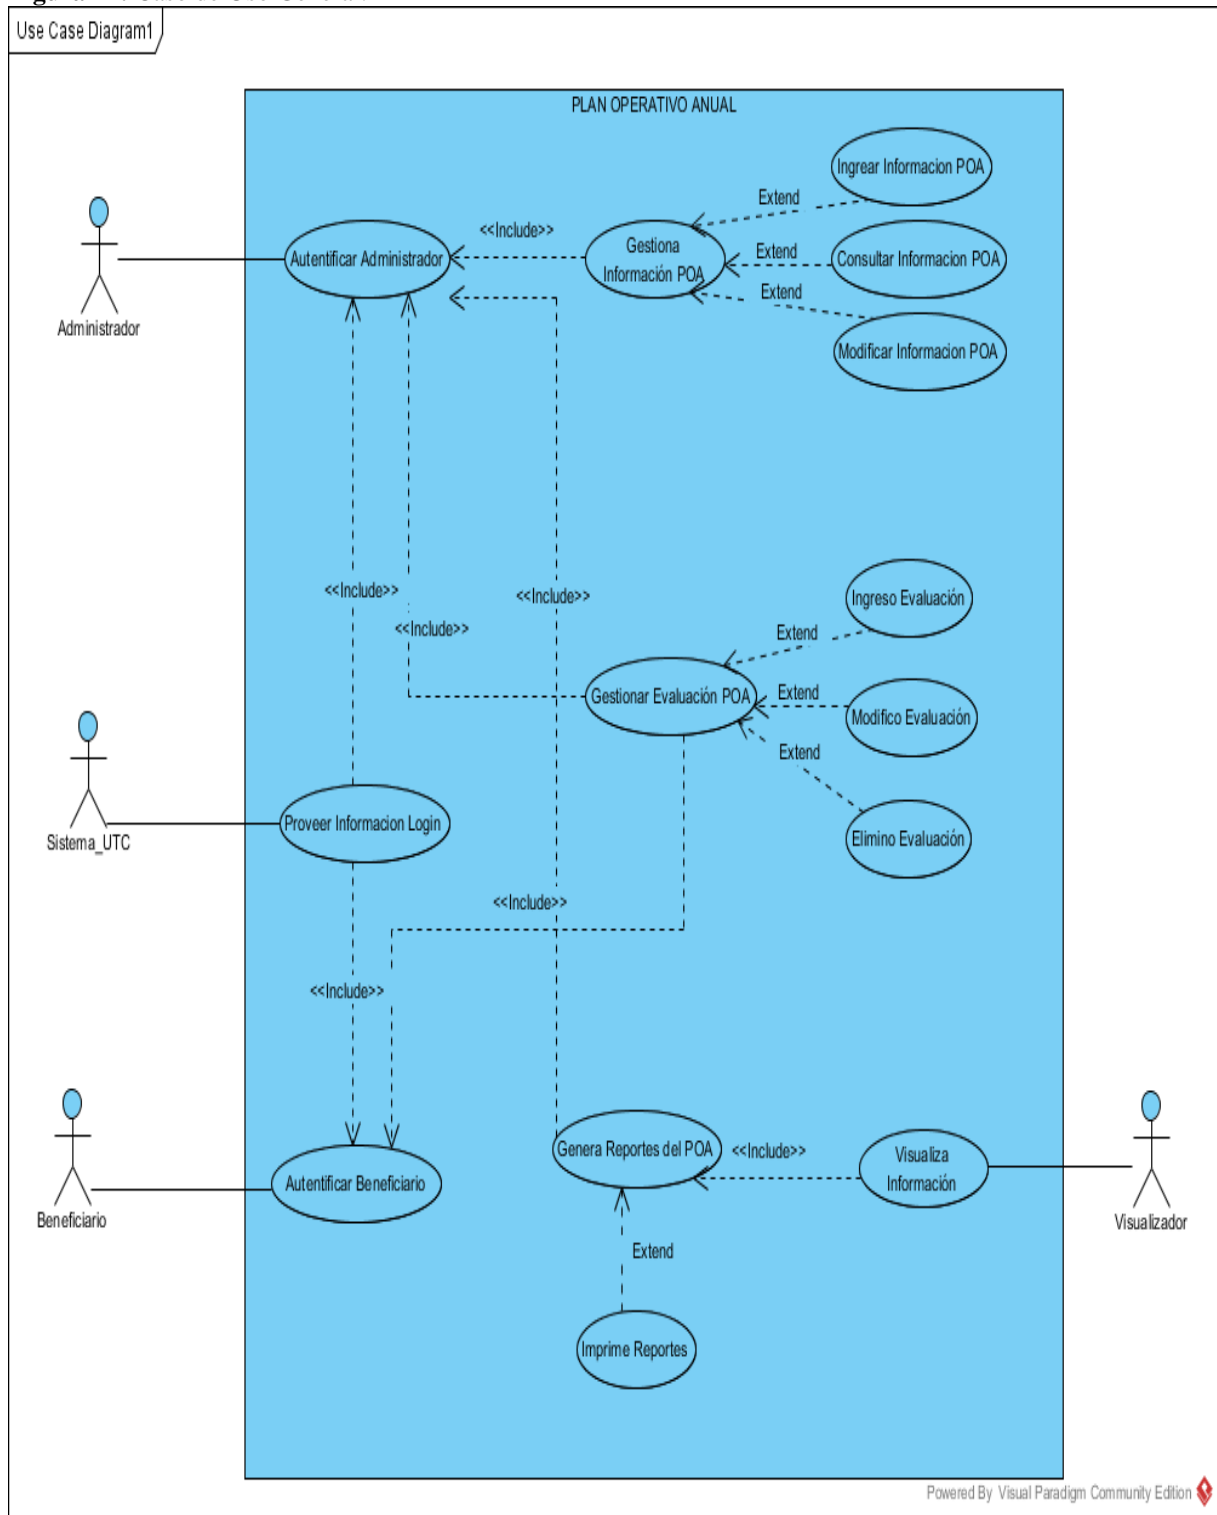 Use Case Diagram1
PLAN OPERATIVO ANUAL
Ingrear Informacion POA
Extend
<<Include>>
Gestiona
Información POA
Autentificar Administrador
Extend
Consultar Informacion POA
Extend
Administrador
Modificar Informacion POA
<<Include>>
<<Include>>
Ingreso Evaluación
<<Include>>
Extend
Gestionar Evaluación POA
Extend
Modifico Evaluación
Extend
Sistema_UTC
Proveer Informacion Login
Elimino Evaluación
<<Include>>
<<Include>>
Genera Reportes del POA
<<Include>>
Visualiza
Información
Autentificar Beneficiario
Beneficiario
Visualizador
Extend
Imprime Reportes
Powered By Visual Paradigm Community Edition